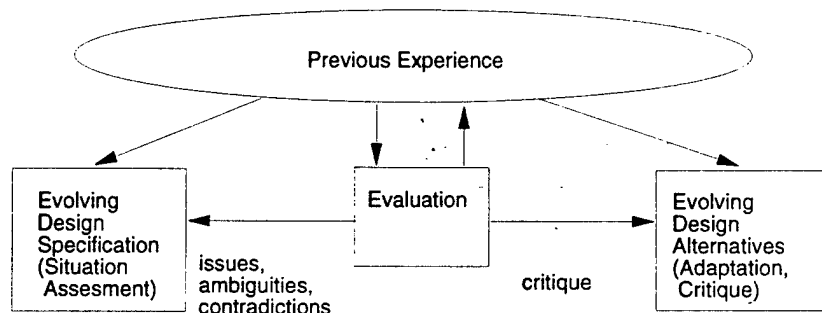 Previous Experience
Evolving
Design
Specification
(Situation
Assesment)
Evaluation
Evolving
Design
Alternatives
(Adaptation,
Critique)
issues,
ambiguities,
contradictions
critique